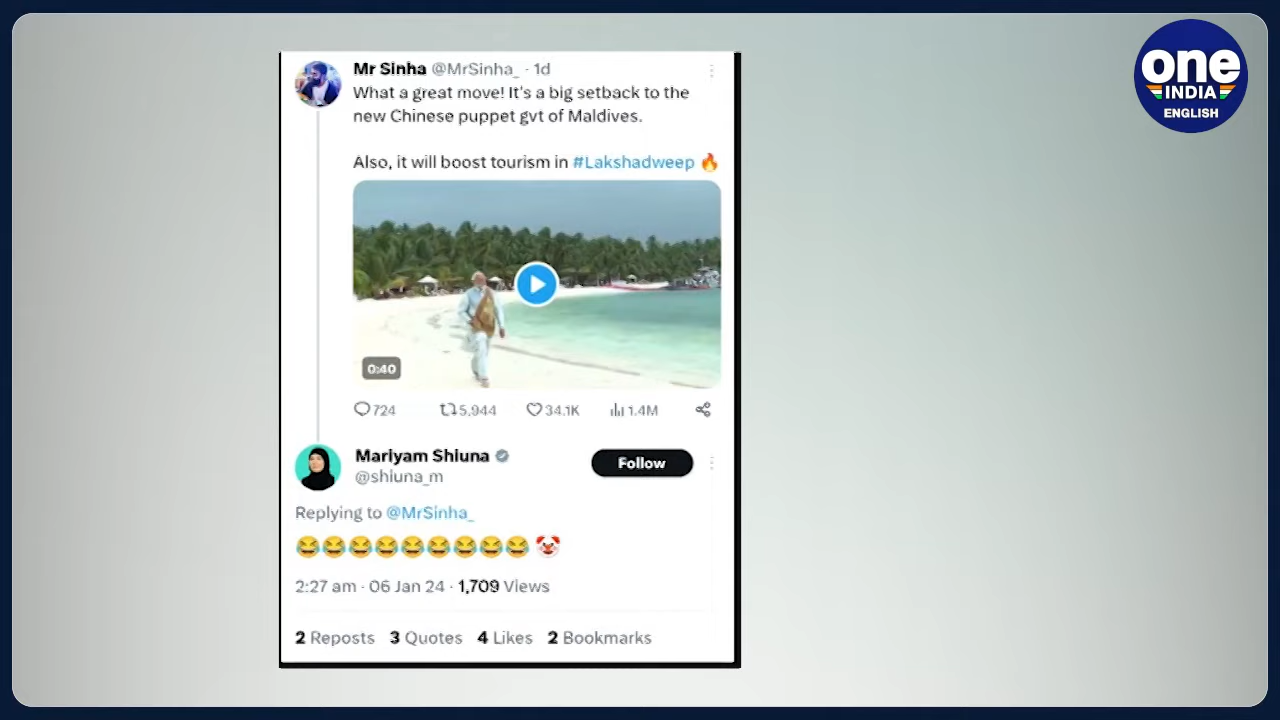 Mr Sinha @MrSinha_ · 1d
What a great move! It's a big setback to the
new Chinese puppet gvt of Maldives.
Also, it will boost tourism in #Lakshadweep 🔥
0:40
724 5,944 34.1K 1.4M
Mariyam Shiuna
@shiuna_m
Follow
Replying to @MrSinha_
😆😆😆😆😆😆😆😆😆🤡
2:27 am · 06 Jan 24 · 1,709 Views
2 Reposts 3 Quotes 4 Likes 2 Bookmarks
one
INDIA
ENGLISH